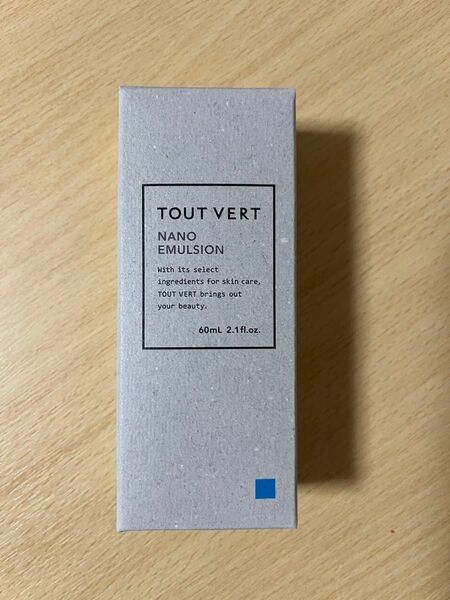 TOUT VERT
NANO
EMULSION
With its select
ingredients for skin care,
TOUT VERT brings out
your beauty.
60mL 2.1fl.oz.